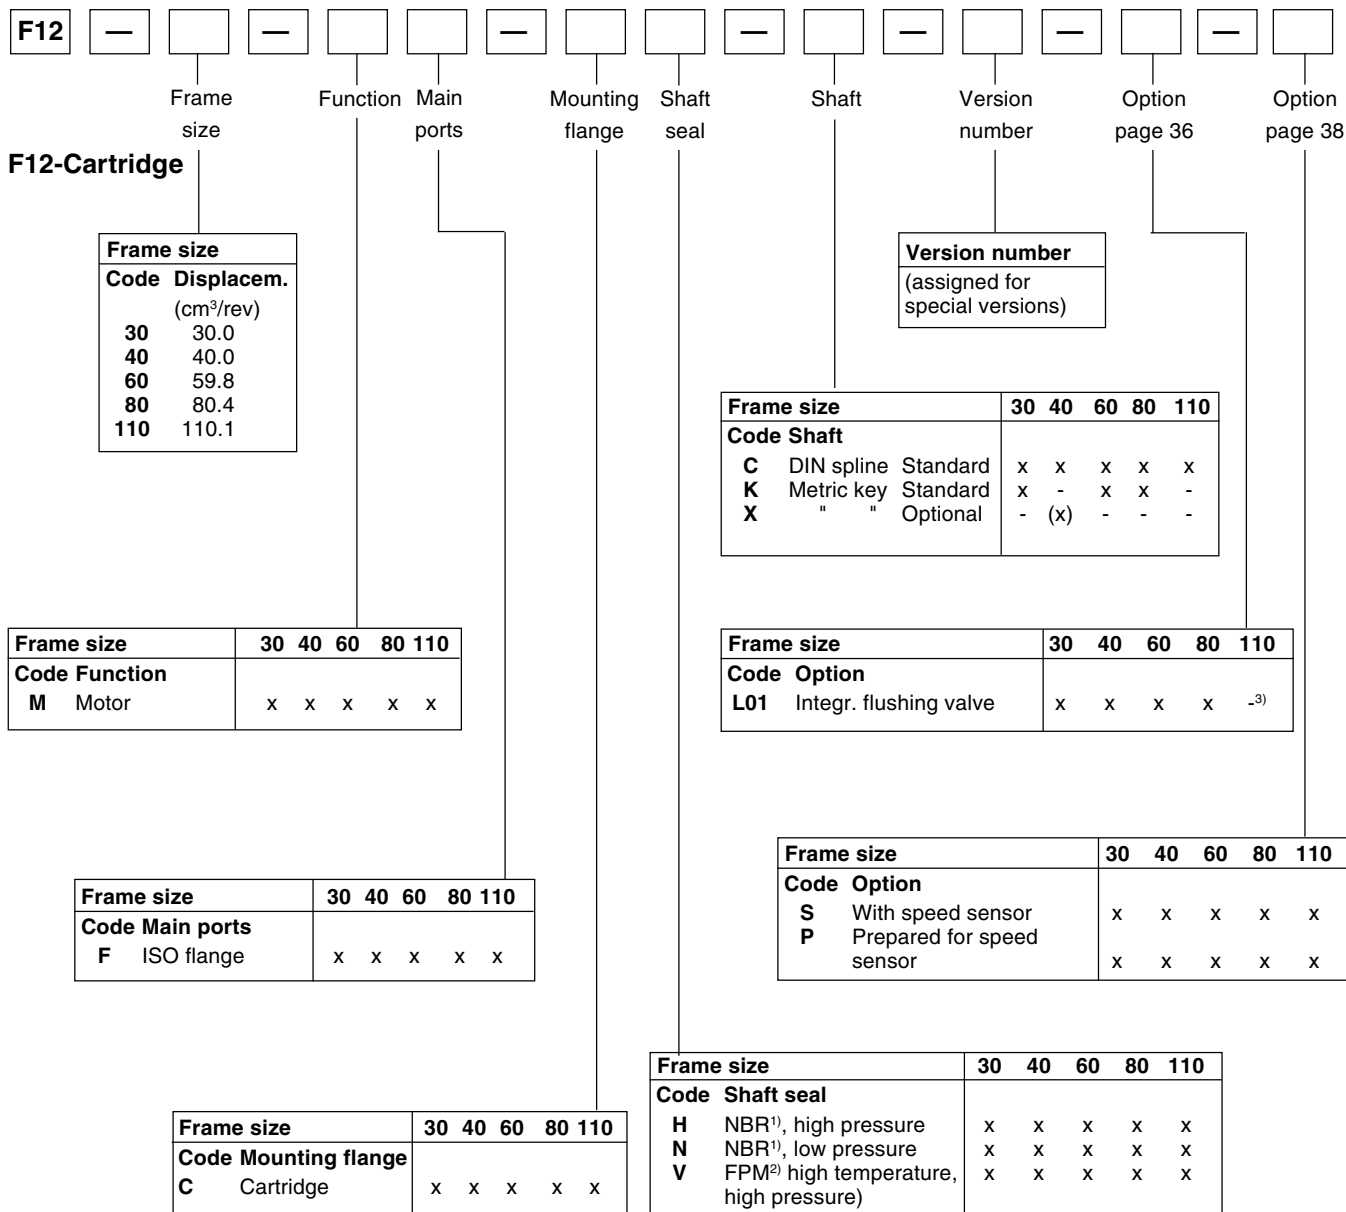 F12 — — — — — — —
Frame size
Function
Main ports
Mounting flange
Shaft seal
Shaft
Version number
Option page 36
Option page 38
F12-Cartridge
Frame size
Code Displacem.
(cm³/rev)
30 30.0
40 40.0
60 59.8
80 80.4
110 110.1
Version number
(assigned for
special versions)
Frame size 30 40 60 80 110
Code Shaft
C DIN spline Standard x x x x x
K Metric key Standard x - x x -
X " " Optional - (x) - - -
Frame size 30 40 60 80 110
Code Function
M Motor x x x x x
Frame size 30 40 60 80 110
Code Option
L01 Integr. flushing valve x x x x -3)
Frame size 30 40 60 80 110
Code Main ports
F ISO flange x x x x x
Frame size 30 40 60 80 110
Code Option
S With speed sensor x x x x x
P Prepared for speed
sensor x x x x x
Frame size 30 40 60 80 110
Code Mounting flange
C Cartridge x x x x x
Frame size 30 40 60 80 110
Code Shaft seal
H NBR1), high pressure x x x x x
N NBR1), low pressure x x x x x
V FPM2) high temperature, x x x x x
high pressure)